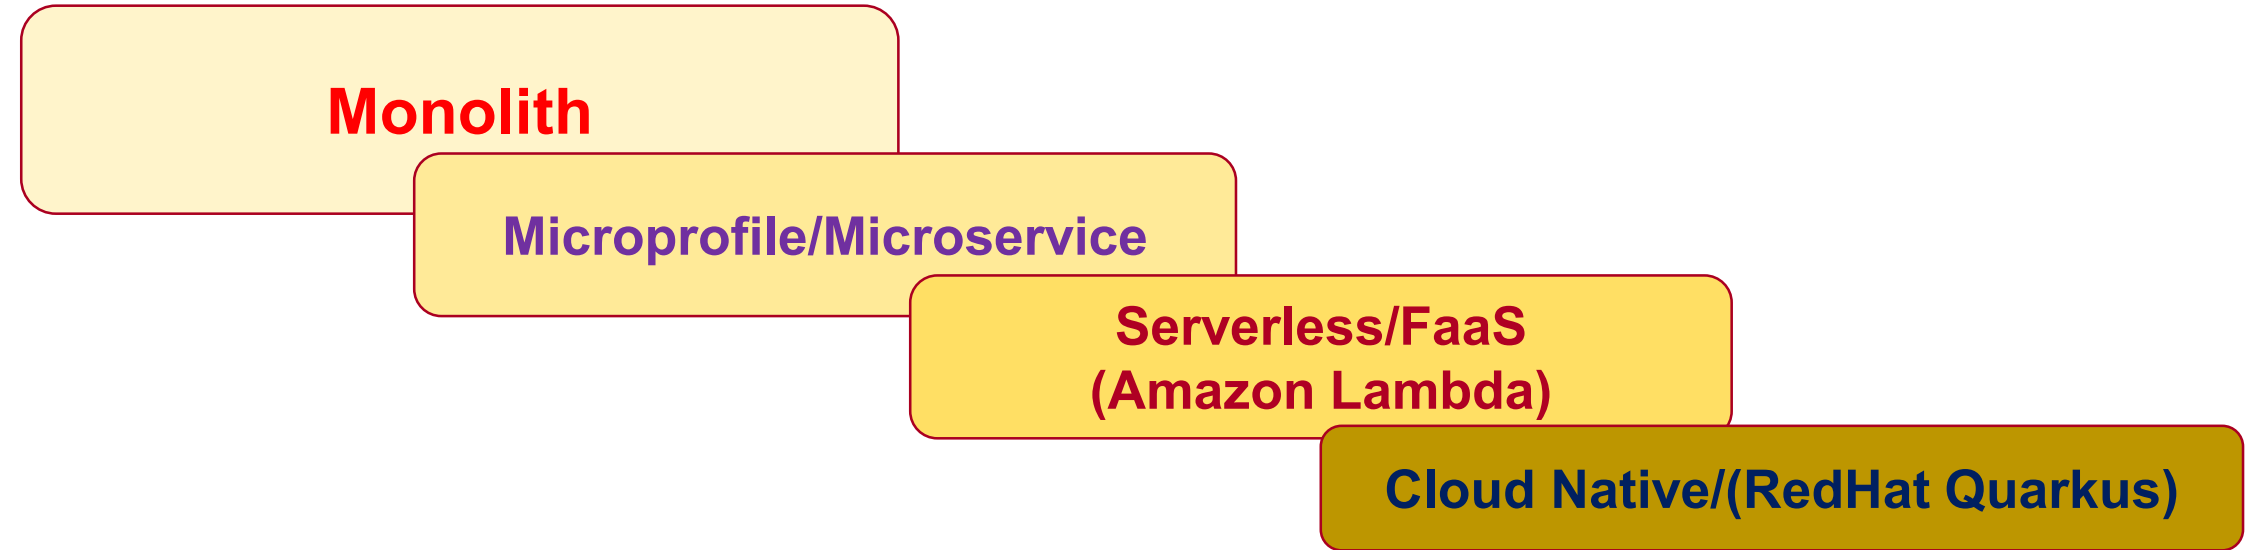 Monolith
Microprofile/Microservice
Serverless/FaaS
(Amazon Lambda)
Cloud Native/(RedHat Quarkus)